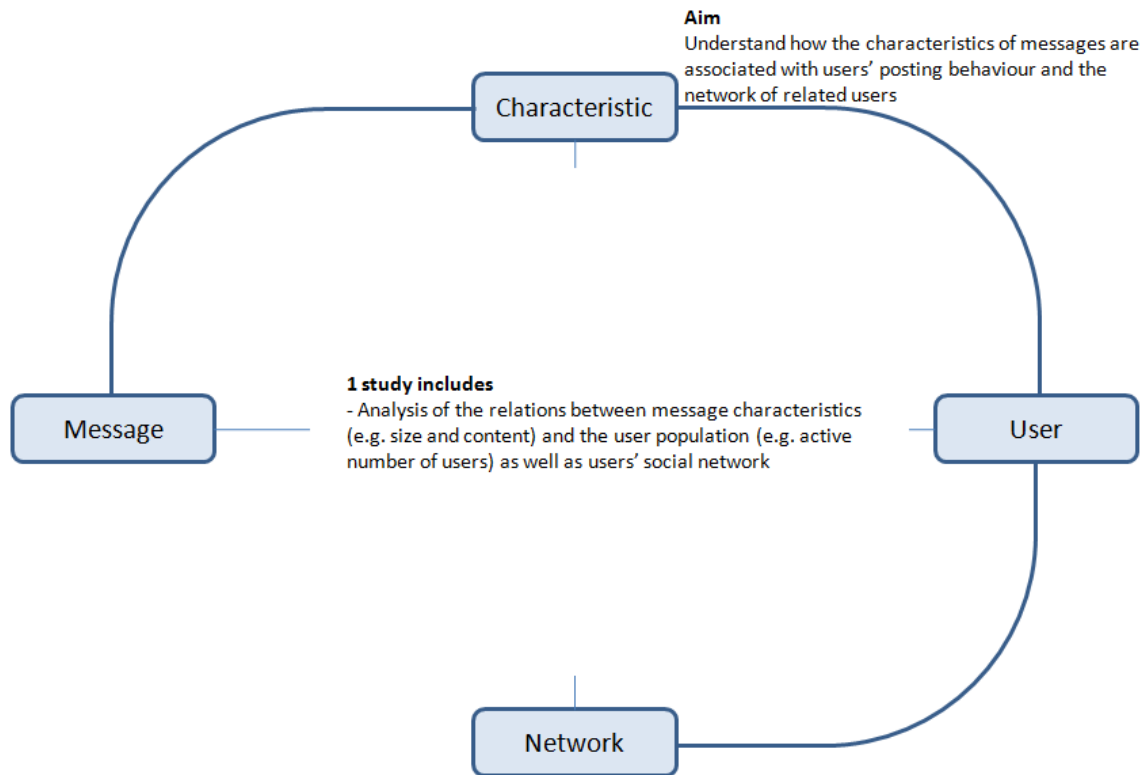 Aim
Understand how the characteristics of messages are
associated with users’ posting behaviour and the
network of related users
Characteristic
1 study includes
- Analysis of the relations between message characteristics
(e.g. size and content) and the user population (e.g. active
number of users) as well as users’ social network
Message
User
Network